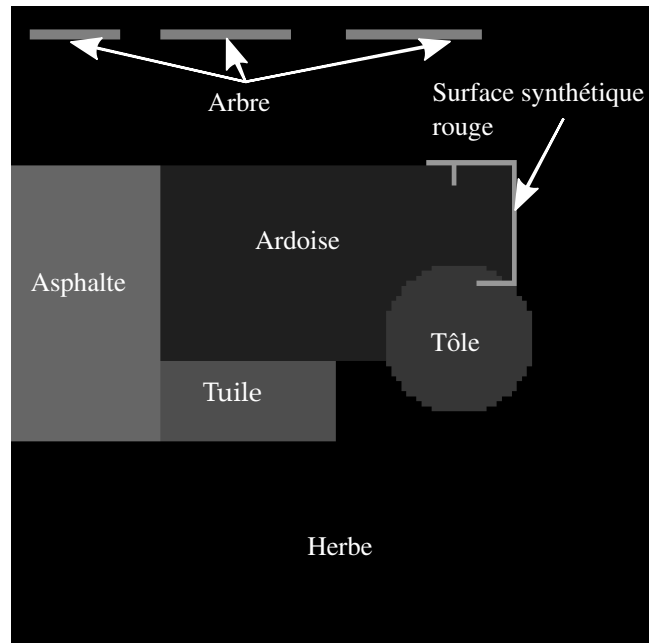 Arbre
Surface synthétique
rouge
Ardoise
Asphalte
Tôle
Tuile
Herbe